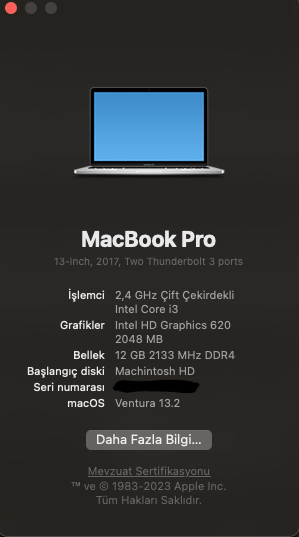 MacBook Pro
13-inch, 2017, Two Thunderbolt 3 ports
İşlemci 2,4 GHz Çift Çekirdekli
Intel Core i3
Grafikler Intel HD Graphics 620
2048 MB
Bellek 12 GB 2133 MHz DDR4
Başlangıç diski Machintosh HD
Seri numarası
macOS Ventura 13.2
Daha Fazla Bilgi...
Mevzuat Sertifikasyonu
™ ve © 1983-2023 Apple Inc.
Tüm Hakları Saklıdır.